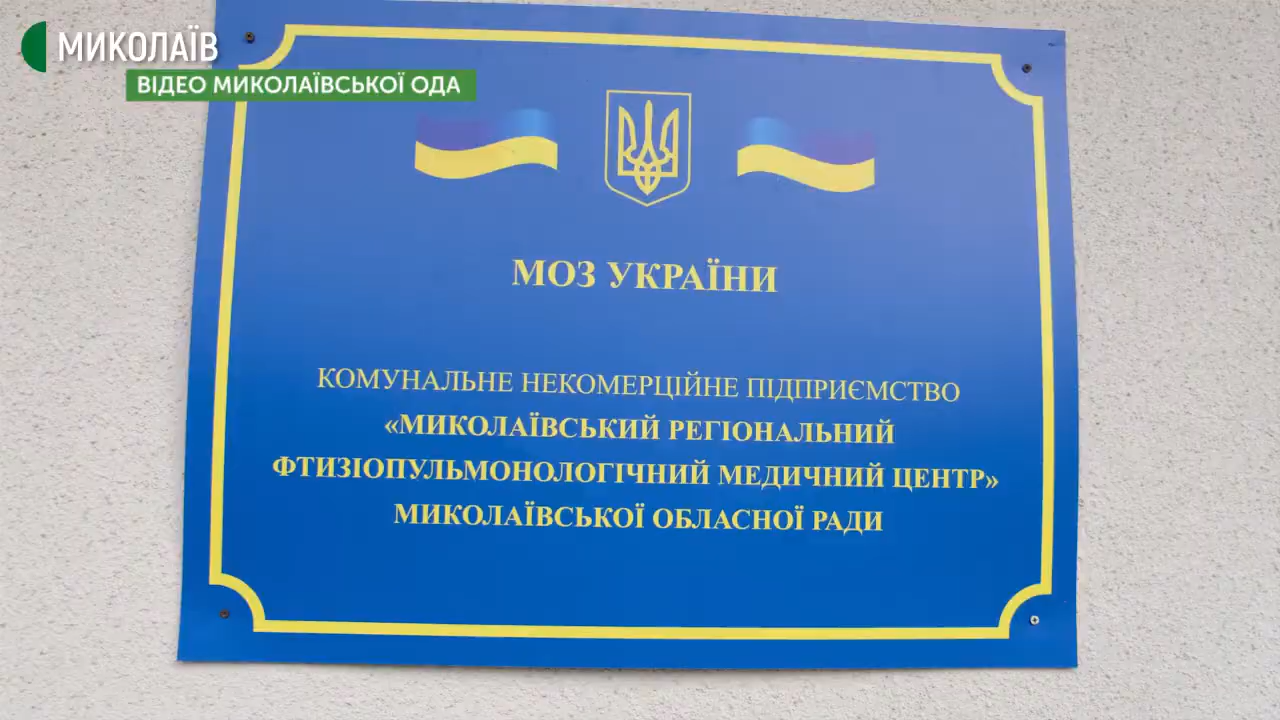 МИКОЛАЇВ
ВІДЕО МИКОЛАЇВСЬКОЇ ОДА
МОЗ УКРАЇНИ
КОМУНАЛЬНЕ НЕКОМЕРЦІЙНЕ ПІДПРИЄМСТВО
«МИКОЛАЇВСЬКИЙ РЕГІОНАЛЬНИЙ
ФТИЗІОПУЛЬМОНОЛОГІЧНИЙ МЕДИЧНИЙ ЦЕНТР»
МИКОЛАЇВСЬКОЇ ОБЛАСНОЇ РАДИ